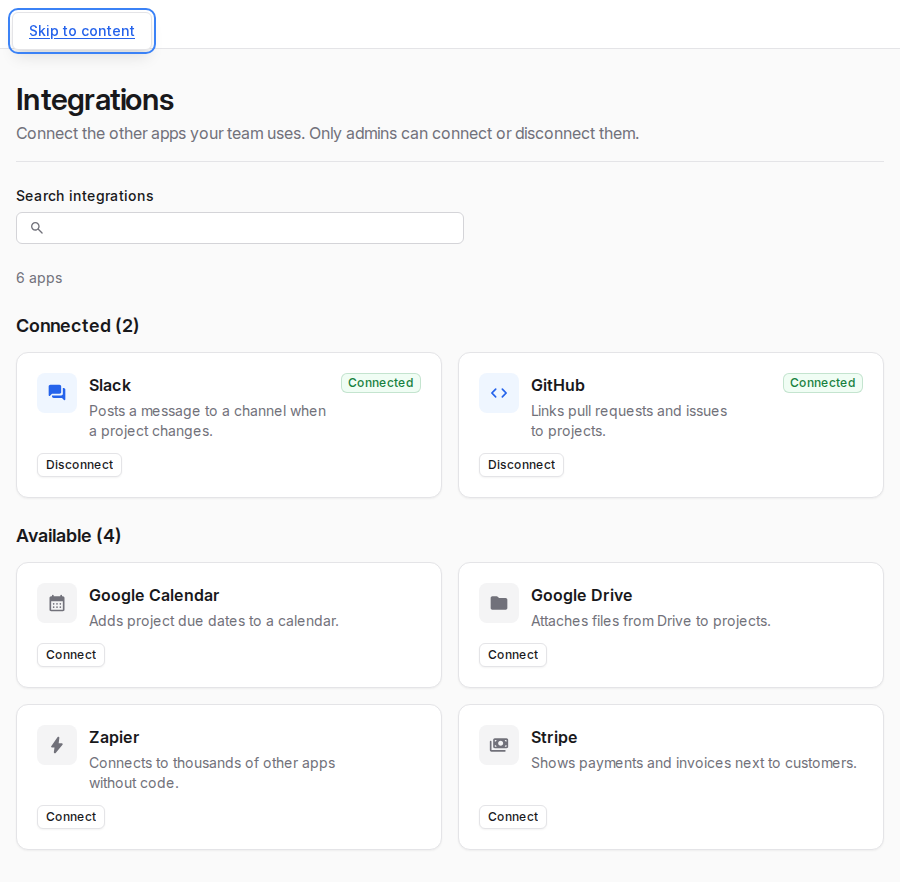 Skip to content
Integrations
Connect the other apps your team uses. Only admins can connect or disconnect them.
Search integrations
6 apps
Connected (2)
Slack
Connected
Posts a message to a channel when
a project changes.
Disconnect
GitHub
Connected
Links pull requests and issues
to projects.
Disconnect
Available (4)
Google Calendar
Adds project due dates to a calendar.
Connect
Google Drive
Attaches files from Drive to projects.
Connect
Zapier
Connects to thousands of other apps
without code.
Connect
Stripe
Shows payments and invoices next to customers.
Connect